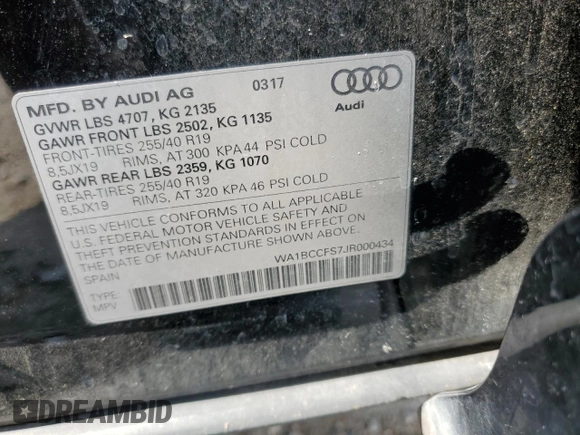 MFD. BY AUDI AG 0317
Audi
GVWR LBS 4707, KG 2135
GAWR FRONT LBS 2502, KG 1135
FRONT-TIRES 255/40 R19
8,5JX19 RIMS, AT 300 KPA 44 PSI COLD
GAWR REAR LBS 2359, KG 1070
REAR-TIRES 255/40 R19
8,5JX19 RIMS, AT 320 KPA 46 PSI COLD
THIS VEHICLE CONFORMS TO ALL APPLICABLE
U.S. FEDERAL MOTOR VEHICLE SAFETY AND
THEFT PREVENTION STANDARDS IN EFFECT ON
THE DATE OF MANUFACTURE SHOWN ABOVE.
SPAIN
WA1BCCFS7JR000434
TYPE:
MPV
DREAMBID